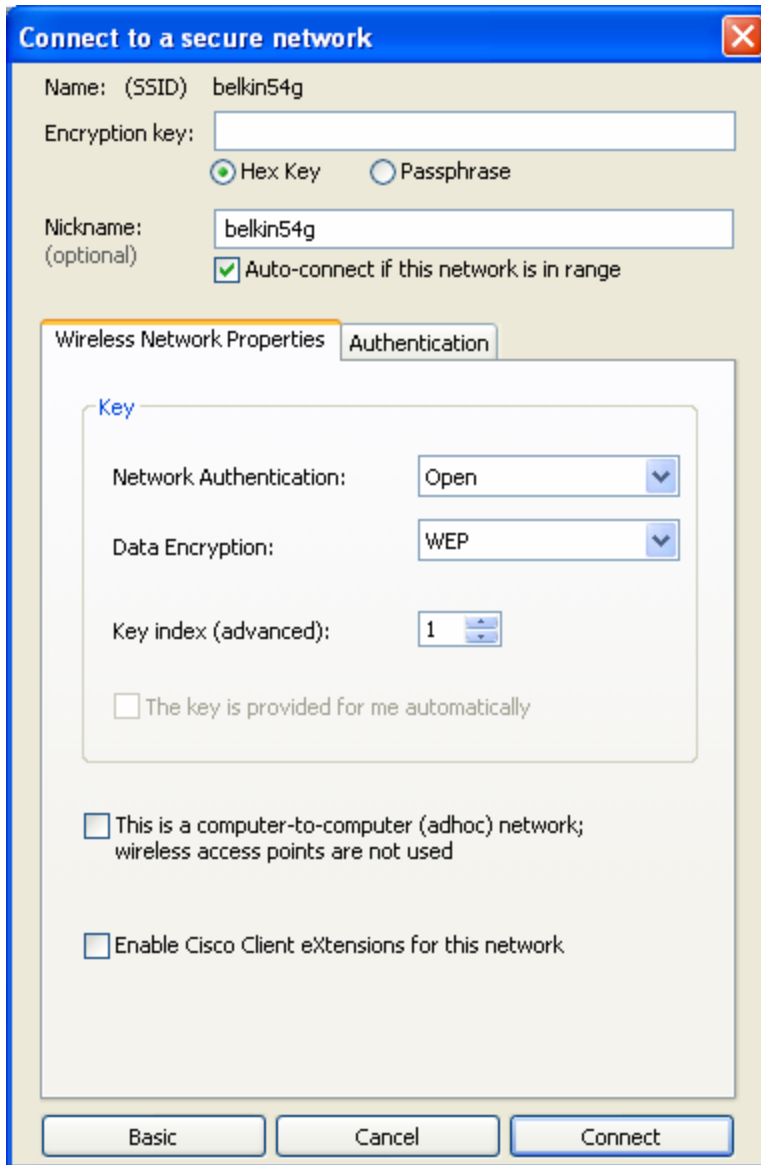 Connect to a secure network
Name: (SSID) belkin54g
Encryption key:
Hex Key Passphrase
Nickname: belkin54g
(optional)
Auto-connect if this network is in range
Wireless Network Properties Authentication
Key
Network Authentication: Open
Data Encryption: WEP
Key index (advanced): 1
The key is provided for me automatically
This is a computer-to-computer (adhoc) network;
wireless access points are not used
Enable Cisco Client eXtensions for this network
Basic Cancel Connect